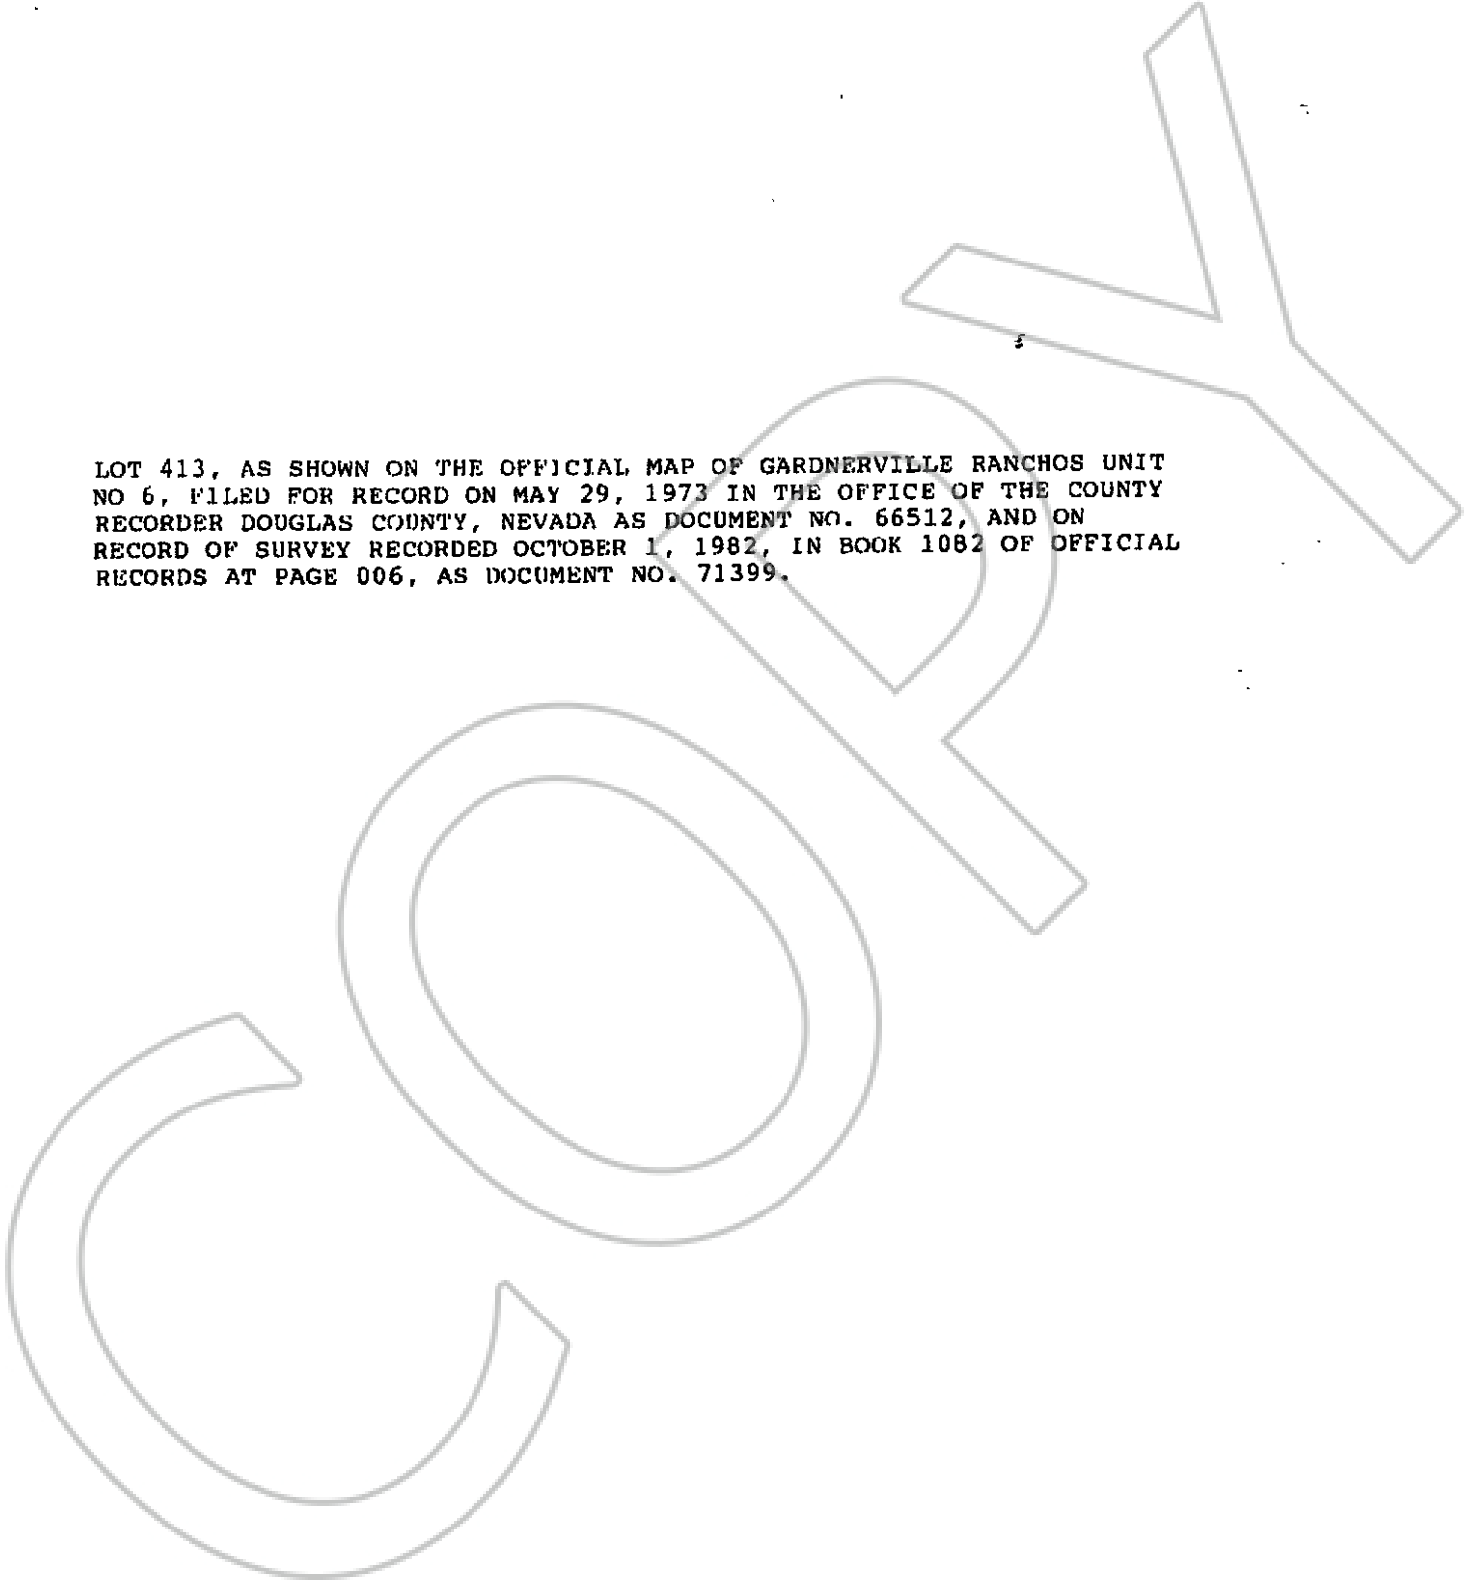 LOT 413, AS SHOWN ON THE OFFICIAL MAP OF GARDNERVILLE RANCHOS UNIT
NO 6, FILED FOR RECORD ON MAY 29, 1973 IN THE OFFICE OF THE COUNTY
RECORDER DOUGLAS COUNTY, NEVADA AS DOCUMENT NO. 66512, AND ON
RECORD OF SURVEY RECORDED OCTOBER 1, 1982, IN BOOK 1082 OF OFFICIAL
RECORDS AT PAGE 006, AS DOCUMENT NO. 71399.
COPY